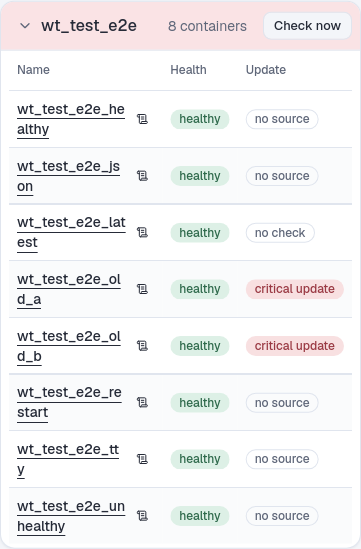 wt_test_e2e 8 containers Check now
Name Health Update
wt_test_e2e_he
althy healthy no source
wt_test_e2e_js
on healthy no source
wt_test_e2e_lat
est healthy no check
wt_test_e2e_ol
d_a healthy critical update
wt_test_e2e_ol
d_b healthy critical update
wt_test_e2e_re
start healthy no source
wt_test_e2e_tt
y healthy no source
wt_test_e2e_un
healthy healthy no source